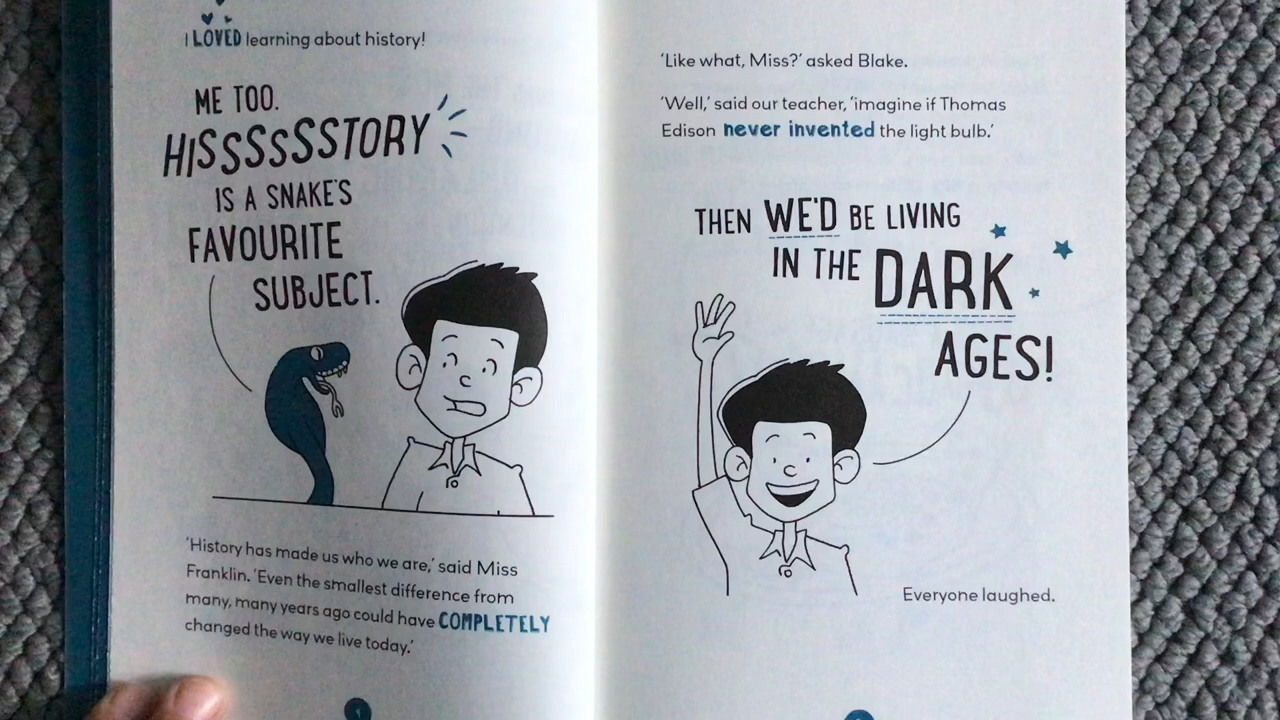 I LOVED learning about history!
ME TOO.
HISSSSSSTORY
IS A SNAKE'S
FAVOURITE
SUBJECT.
'History has made us who we are,' said Miss
Franklin. 'Even the smallest difference from
many, many years ago could have COMPLETELY
changed the way we live today.'
'Like what, Miss?' asked Blake.
'Well,' said our teacher, 'imagine if Thomas
Edison never invented the light bulb.'
THEN WE'D BE LIVING
IN THE DARK
AGES!
Everyone laughed.